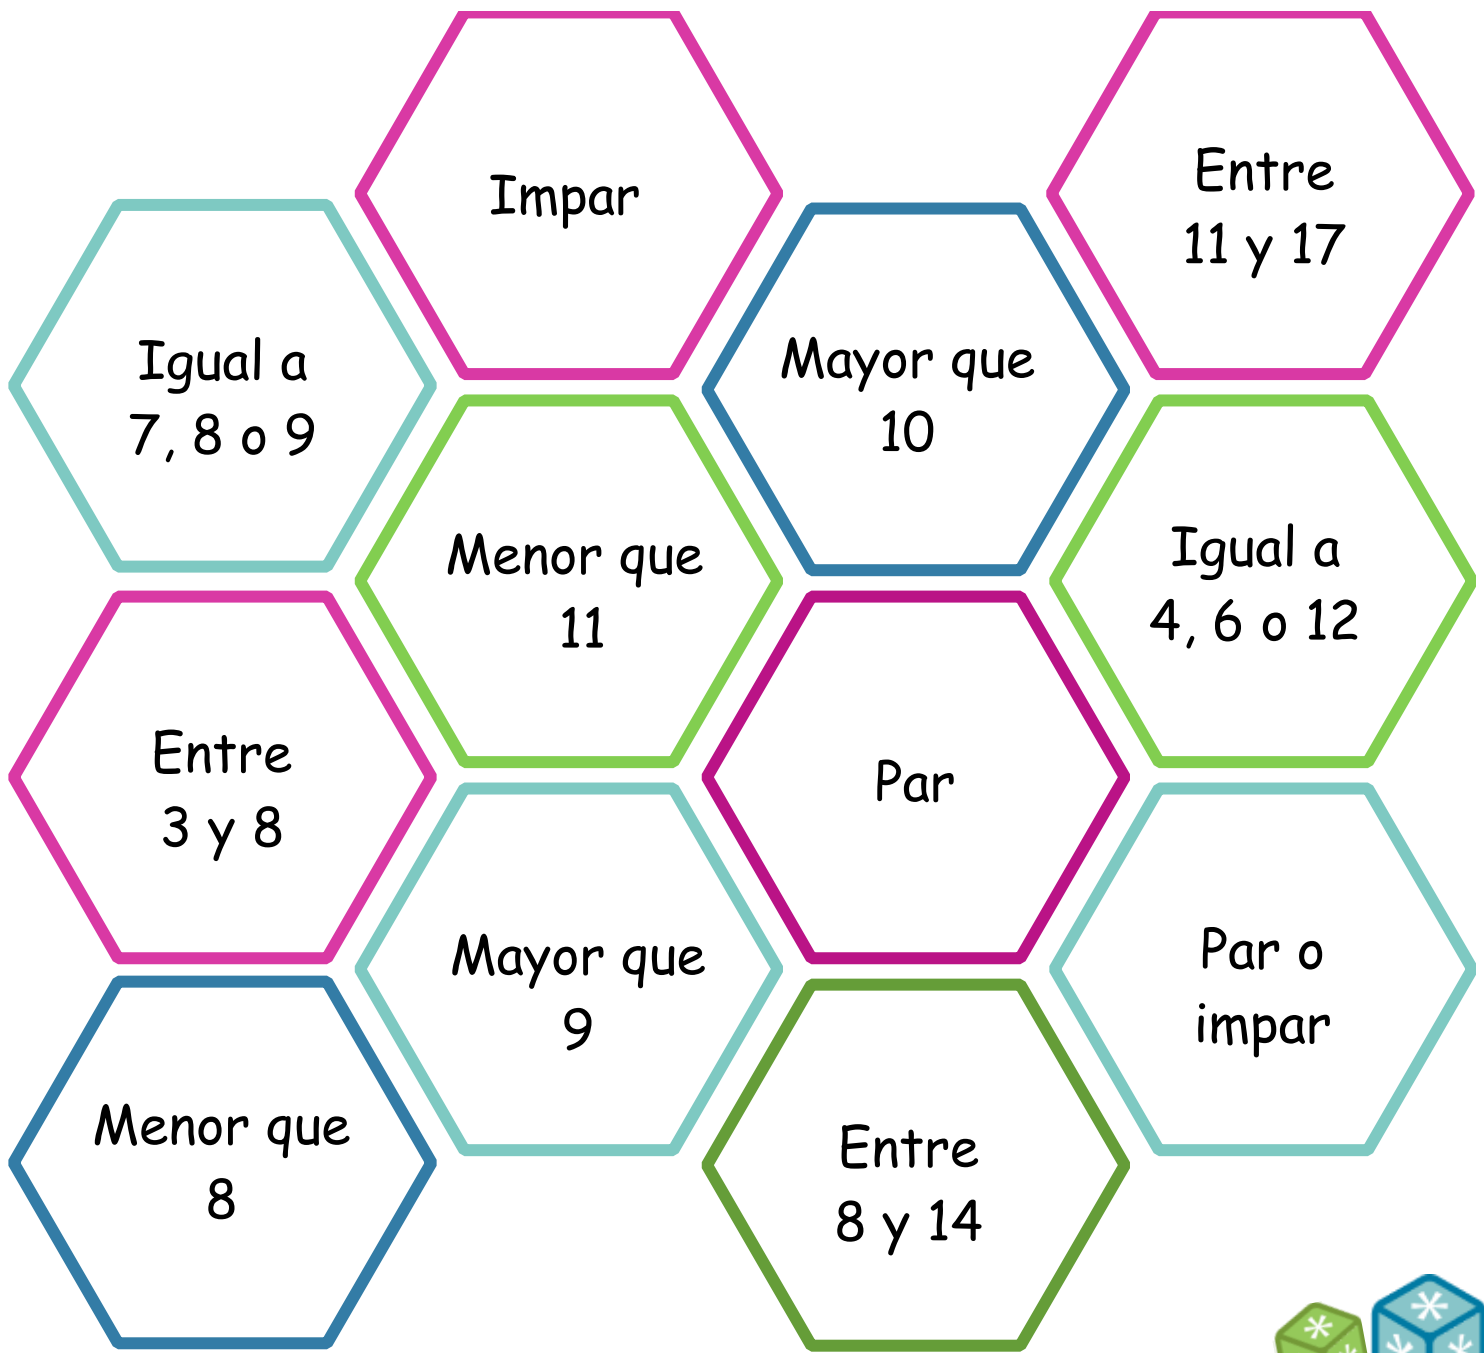 Impar
Entre
11 y 17
Igual a
7, 8 o 9
Mayor que
10
Menor que
11
Igual a
4, 6 o 12
Entre
3 y 8
Par
Mayor que
9
Par o
impar
Menor que
8
Entre
8 y 14